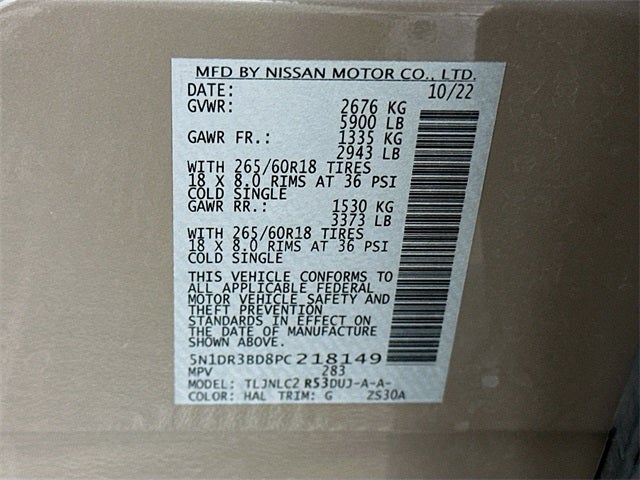 MFD BY NISSAN MOTOR CO., LTD.
DATE: 10/22
GVWR: 2676 KG
5900 LB
GAWR FR.: 1335 KG
2943 LB
WITH 265/60R18 TIRES
18 X 8.0 RIMS AT 36 PSI
COLD SINGLE
GAWR RR.: 1530 KG
3373 LB
WITH 265/60R18 TIRES
18 X 8.0 RIMS AT 36 PSI
COLD SINGLE
THIS VEHICLE CONFORMS TO
ALL APPLICABLE FEDERAL
MOTOR VEHICLE SAFETY AND
THEFT PREVENTION
STANDARDS IN EFFECT ON
THE DATE OF MANUFACTURE
SHOWN ABOVE.
5N1DR3BD8PC218149
MPV 283
MODEL: TLJNLC2 R53DUJ-A-A-
COLOR: HAL TRIM: G ZS30A